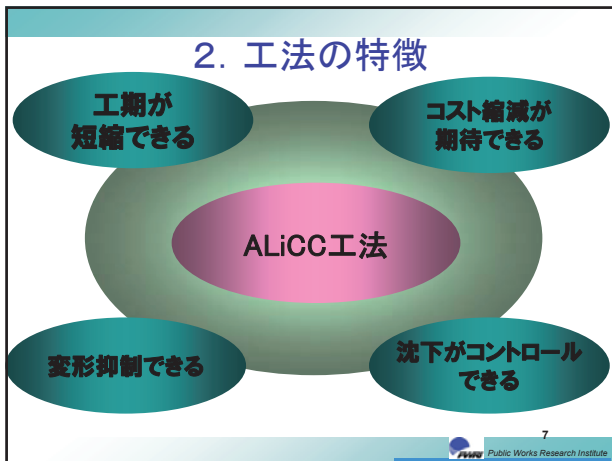 2. 工法の特徴
工期が
短縮できる
コスト縮減が
期待できる
ALiCC工法
変形抑制できる
沈下がコントロール
できる
7
PWRI Public Works Research Institute